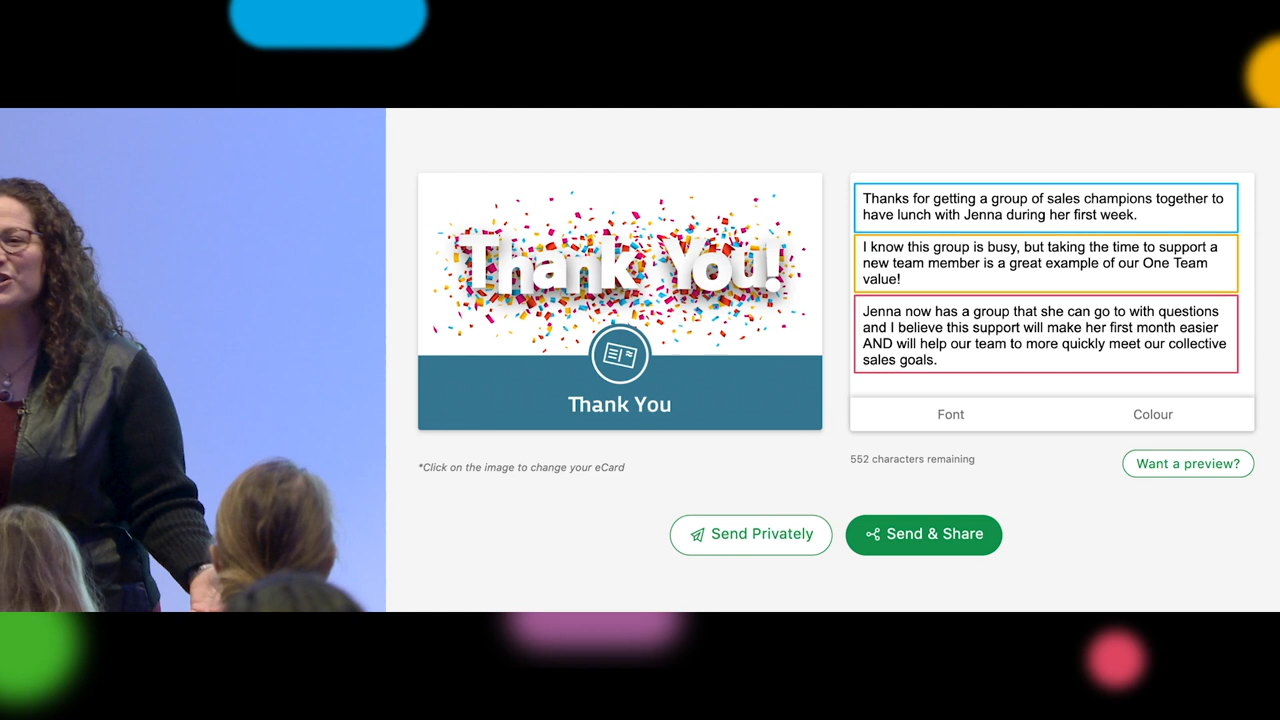 Thank You!
Thank You
*Click on the image to change your eCard
Thanks for getting a group of sales champions together to
have lunch with Jenna during her first week.
I know this group is busy, but taking the time to support a
new team member is a great example of our One Team
value!
Jenna now has a group that she can go to with questions
and I believe this support will make her first month easier
AND will help our team to more quickly meet our collective
sales goals.
Font
Colour
552 characters remaining
Want a preview?
Send Privately
Send & Share